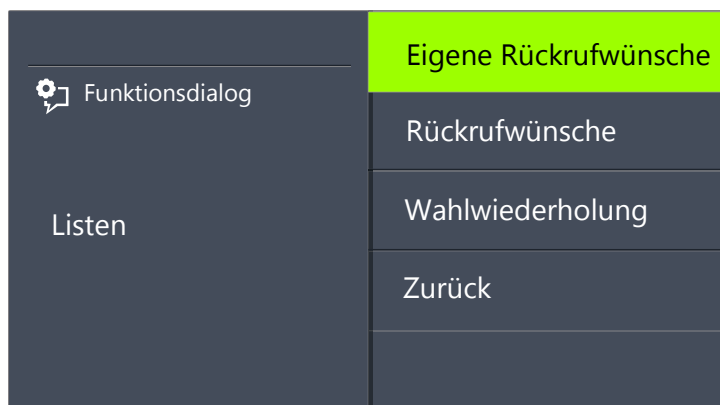 Funktionsdialog
Listen
Eigene Rückrufwünsche
Rückrufwünsche
Wahlwiederholung
Zurück